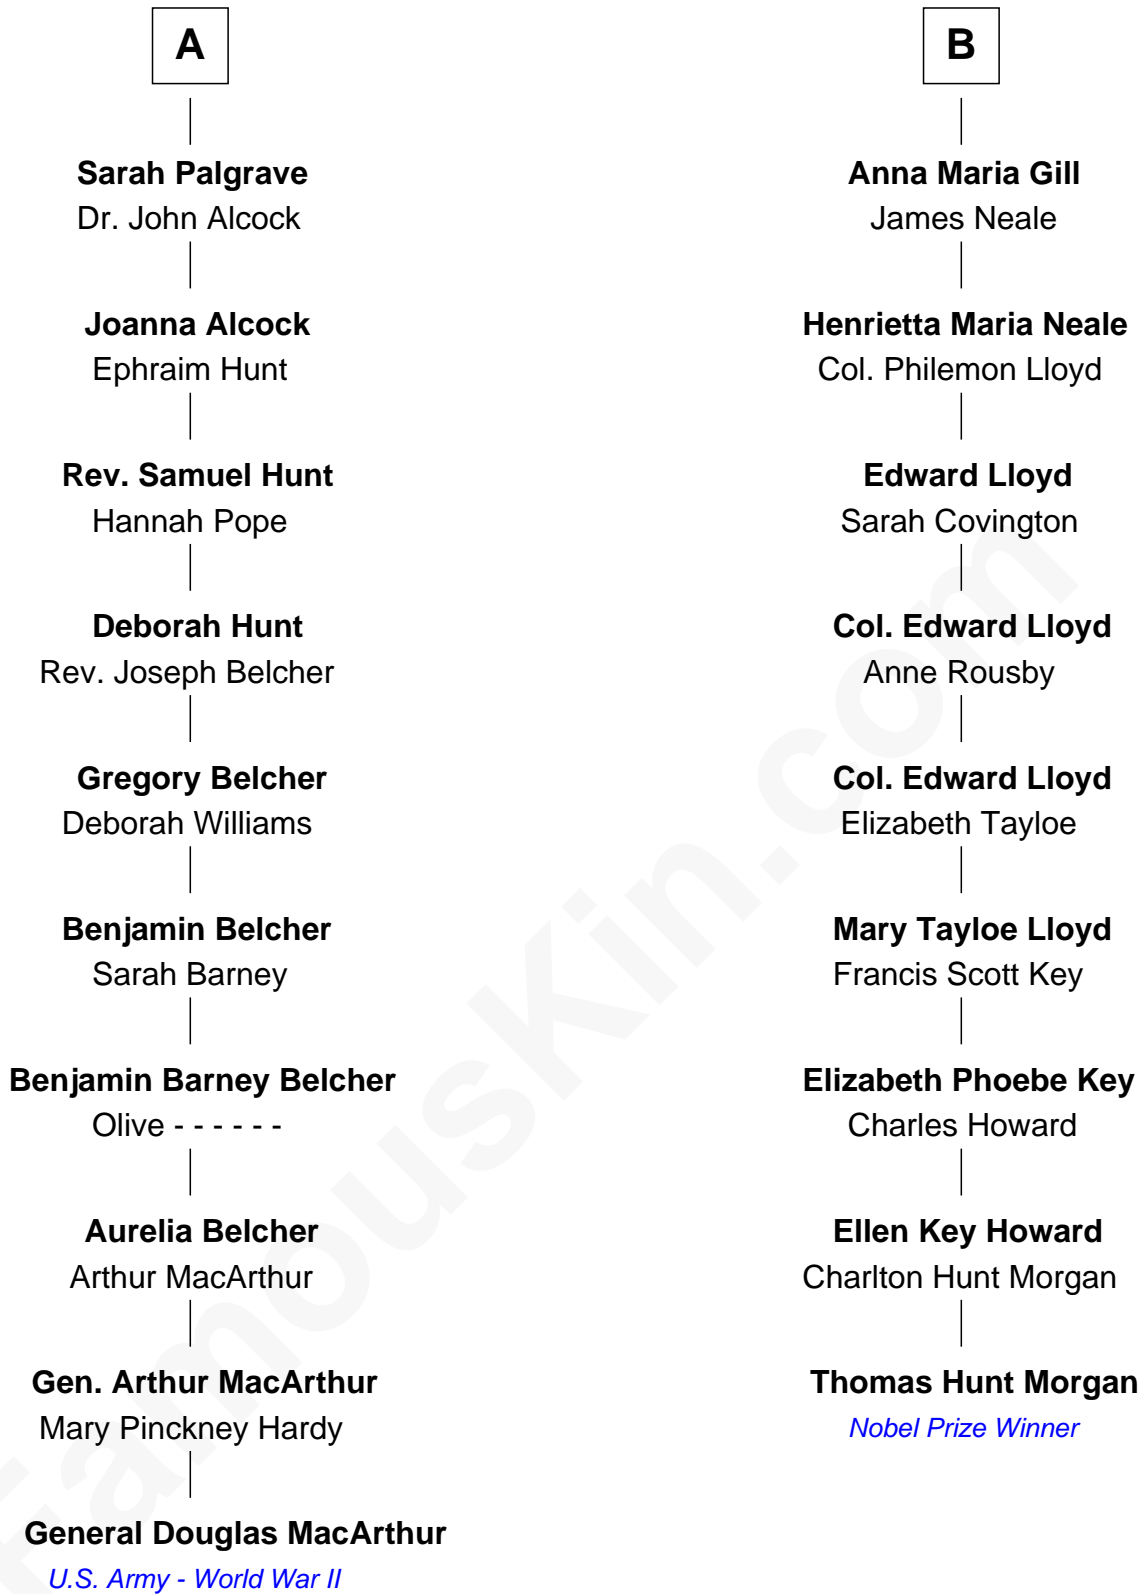 A
Sarah Palgrave
Dr. John Alcock
Joanna Alcock
Ephraim Hunt
Rev. Samuel Hunt
Hannah Pope
Deborah Hunt
Rev. Joseph Belcher
Gregory Belcher
Deborah Williams
Benjamin Belcher
Sarah Barney
Benjamin Barney Belcher
Olive - - - - - -
Aurelia Belcher
Arthur MacArthur
Gen. Arthur MacArthur
Mary Pinckney Hardy
General Douglas MacArthur
U.S. Army - World War II
B
Anna Maria Gill
James Neale
Henrietta Maria Neale
Col. Philemon Lloyd
Edward Lloyd
Sarah Covington
Col. Edward Lloyd
Anne Rousby
Col. Edward Lloyd
Elizabeth Tayloe
Mary Tayloe Lloyd
Francis Scott Key
Elizabeth Phoebe Key
Charles Howard
Ellen Key Howard
Charlton Hunt Morgan
Thomas Hunt Morgan
Nobel Prize Winner
FamousKin.com